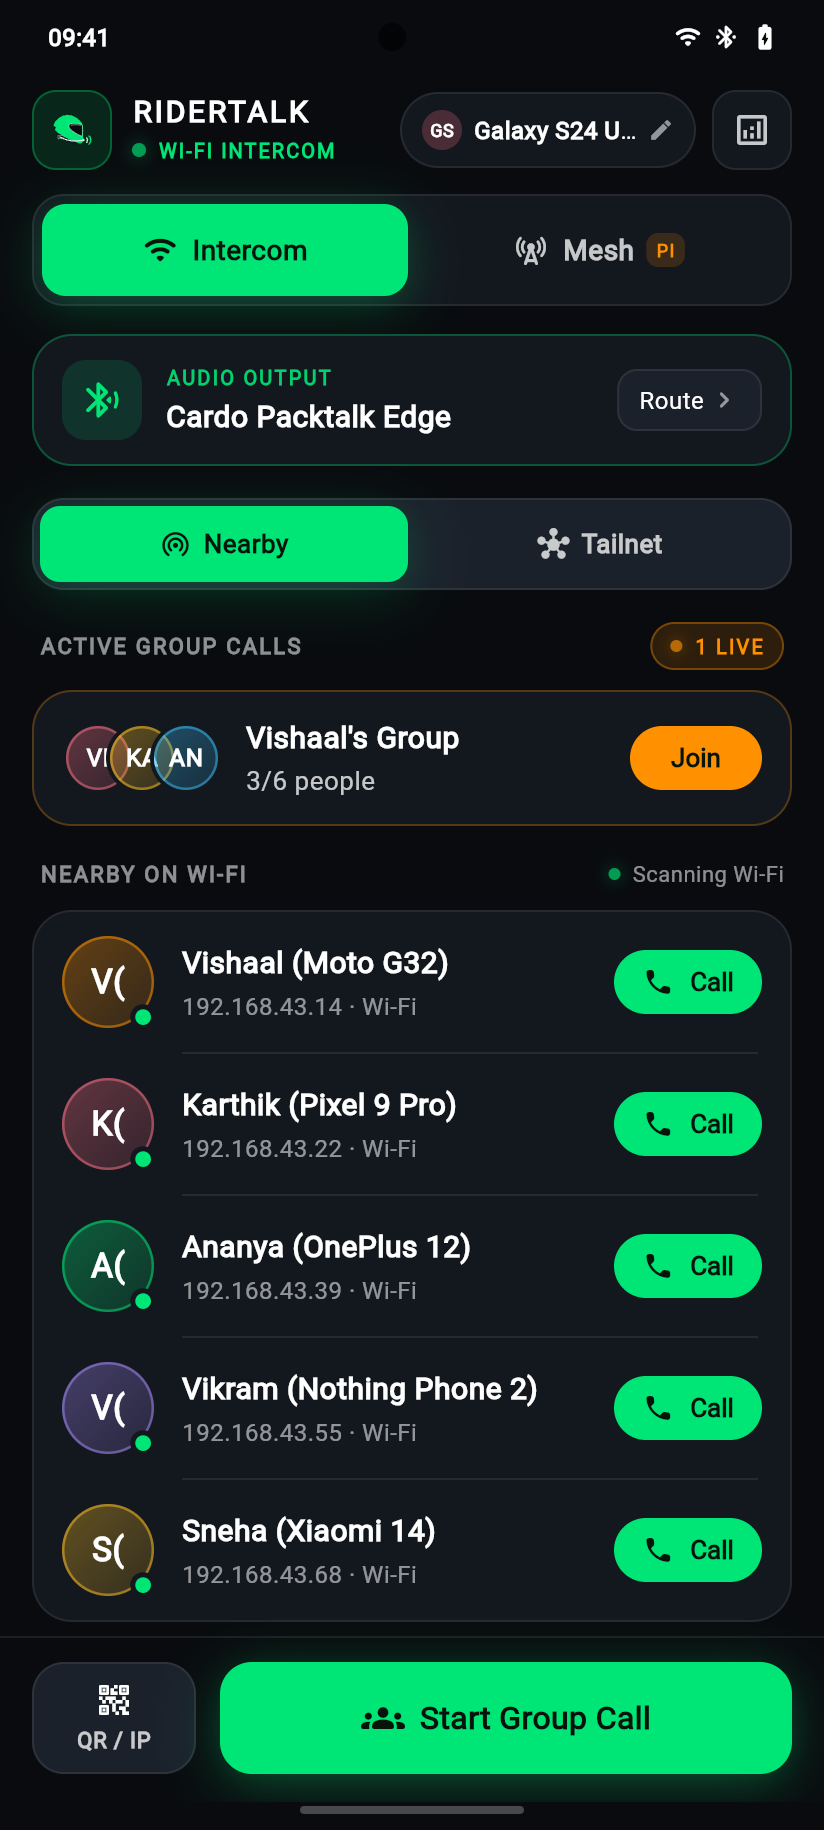 09:41
RIDERTALK
WI-FI INTERCOM
GS
Galaxy S24 U...
Intercom
Mesh
PI
AUDIO OUTPUT
Cardo Packtalk Edge
Route
Nearby
Tailnet
ACTIVE GROUP CALLS
1 LIVE
VI
KA
AN
Vishaal's Group
3/6 people
Join
NEARBY ON WI-FI
Scanning Wi-Fi
V(
Vishaal (Moto G32)
192.168.43.14 · Wi-Fi
Call
K(
Karthik (Pixel 9 Pro)
192.168.43.22 · Wi-Fi
Call
A(
Ananya (OnePlus 12)
192.168.43.39 · Wi-Fi
Call
V(
Vikram (Nothing Phone 2)
192.168.43.55 · Wi-Fi
Call
S(
Sneha (Xiaomi 14)
192.168.43.68 · Wi-Fi
Call
QR / IP
Start Group Call